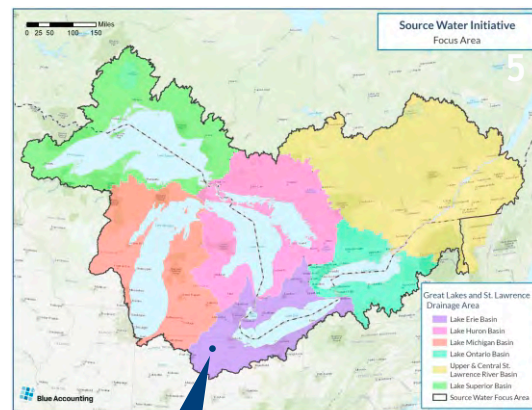 Miles
0 25 50 100 150
Source Water Initiative
Focus Area
5
Great Lakes and St. Lawrence
Drainage Area
Lake Erie Basin
Lake Huron Basin
Lake Michigan Basin
Lake Ontario Basin
Upper & Central St.
Lawrence River Basin
Lake Superior Basin
Source Water Focus Area
Blue Accounting